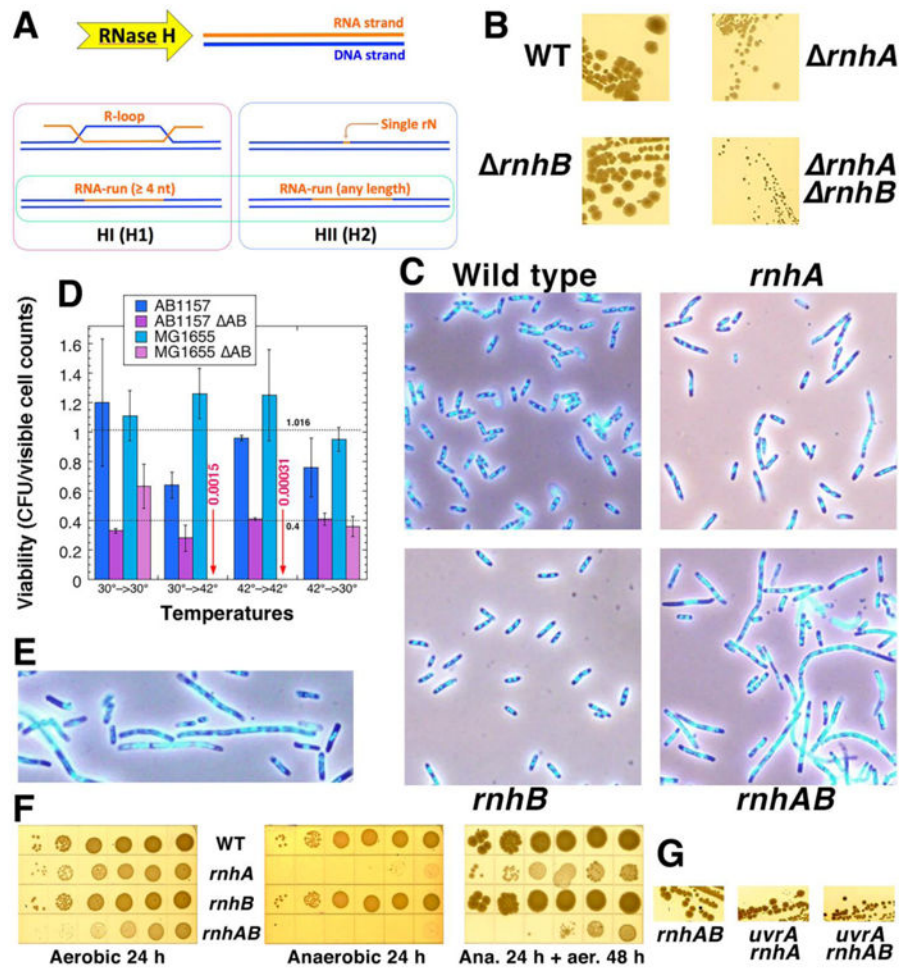 A
RNase H
RNA strand
DNA strand
R-loop
Single rN
RNA-run (≥ 4 nt)
RNA-run (any length)
HI (H1)
HII (H2)
B
WT
ΔrnhA
ΔrnhB
ΔrnhA
ΔrnhB
C
Wild type
rnhA
rnhB
rnhAB
D
AB1157
AB1157 ΔAB
MG1655
MG1655 ΔAB
Viability (CFU/visible cell counts)
1.6
1.4
1.2
1
0.8
0.6
0.4
0.2
0
1.016
0.4
0.0015
0.00031
30°–>30°
30°–>42°
42°–>42°
42°–>30°
Temperatures
E
F
WT
rnhA
rnhB
rnhAB
Aerobic 24 h
Anaerobic 24 h
Ana. 24 h + aer. 48 h
G
rnhAB
uvrA
rnhA
uvrA
rnhAB